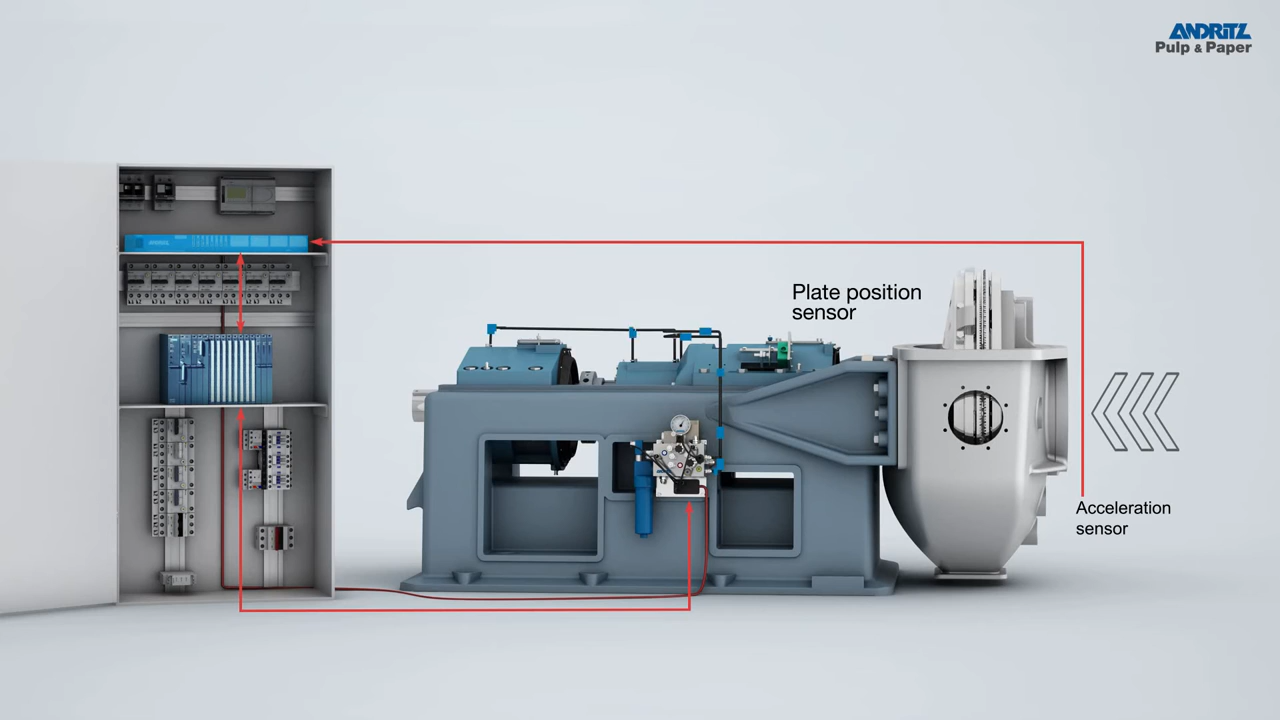 ANDRITZ
Pulp & Paper
Plate position
sensor
Acceleration
sensor